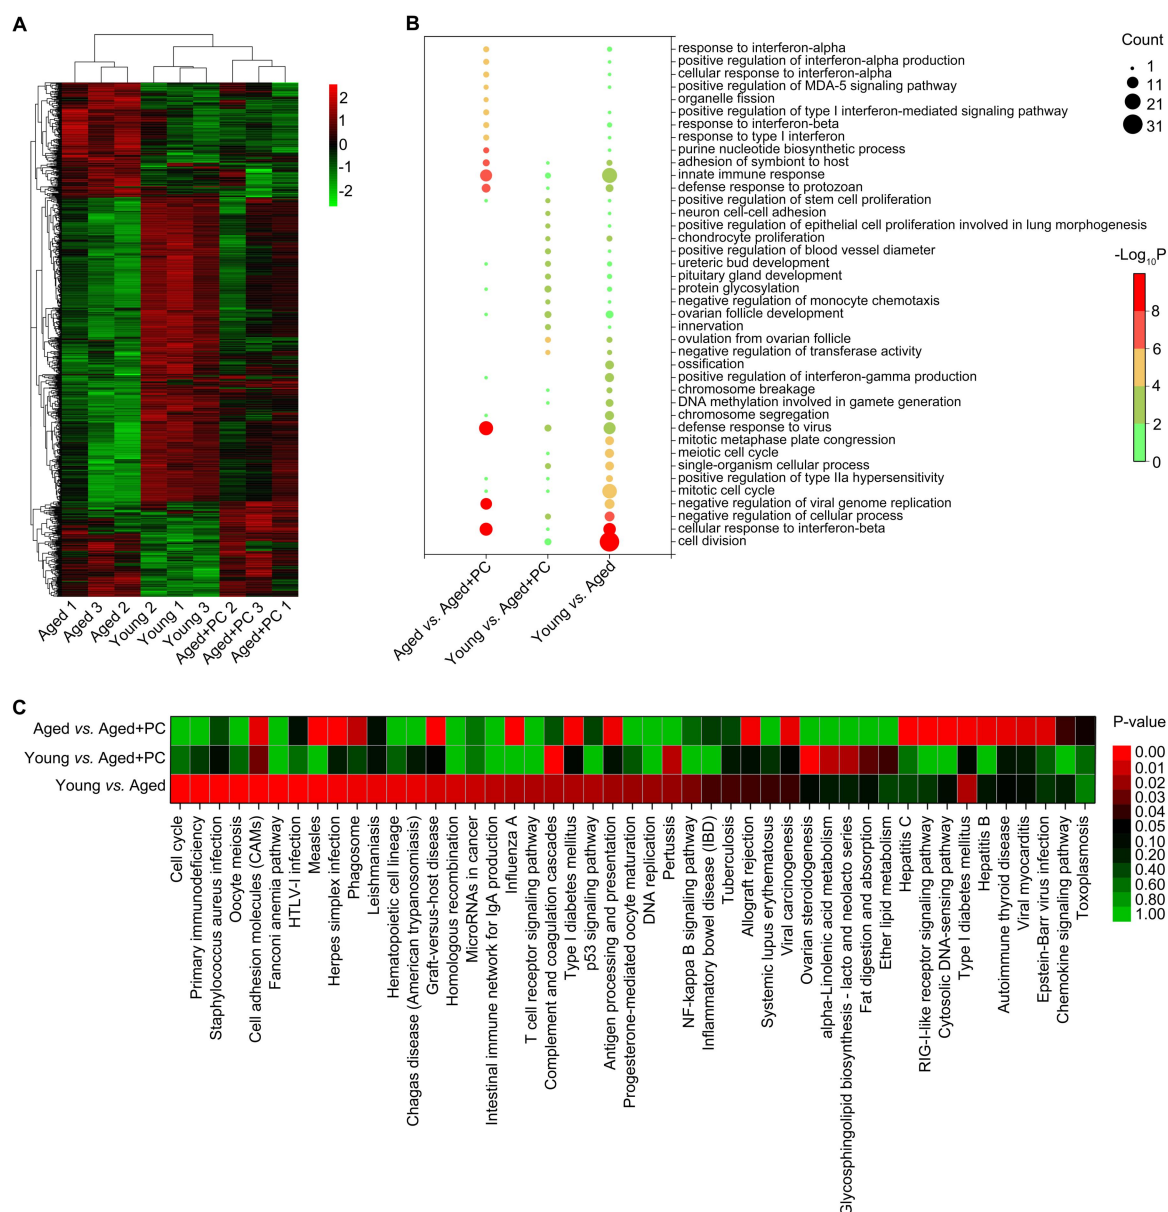 A
2
1
0
-1
-2
Aged 1
Aged 3
Aged 2
Young 2
Young 1
Young 3
Aged+PC 2
Aged+PC 3
Aged+PC 1
B
response to interferon-alpha
positive regulation of interferon-alpha production
cellular response to interferon-alpha
positive regulation of MDA-5 signaling pathway
organelle fission
positive regulation of type I interferon-mediated signaling pathway
response to interferon-beta
response to type I interferon
purine nucleotide biosynthetic process
adhesion of symbiont to host
innate immune response
defense response to protozoan
positive regulation of stem cell proliferation
neuron cell-cell adhesion
positive regulation of epithelial cell proliferation involved in lung morphogenesis
chondrocyte proliferation
positive regulation of blood vessel diameter
ureteric bud development
pituitary gland development
protein glycosylation
negative regulation of monocyte chemotaxis
ovarian follicle development
innervation
ovulation from ovarian follicle
negative regulation of transferase activity
ossification
positive regulation of interferon-gamma production
chromosome breakage
DNA methylation involved in gamete generation
chromosome segregation
defense response to virus
mitotic metaphase plate congression
meiotic cell cycle
single-organism cellular process
positive regulation of type IIa hypersensitivity
mitotic cell cycle
negative regulation of viral genome replication
negative regulation of cellular process
cellular response to interferon-beta
cell division
Aged vs. Aged+PC
Young vs. Aged+PC
Young vs. Aged
Count
1
11
21
31
-Log10P
8
6
4
2
0
C
Aged vs. Aged+PC
Young vs. Aged+PC
Young vs. Aged
Cell cycle
Primary immunodeficiency
Staphylococcus aureus infection
Oocyte meiosis
Cell adhesion molecules (CAMs)
Fanconi anemia pathway
HTLV-I infection
Measles
Herpes simplex infection
Phagosome
Leishmaniasis
Hematopoietic cell lineage
Chagas disease (American trypanosomiasis)
Graft-versus-host disease
Homologous recombination
MicroRNAs in cancer
Intestinal immune network for IgA production
Influenza A
T cell receptor signaling pathway
Complement and coagulation cascades
Type I diabetes mellitus
p53 signaling pathway
Antigen processing and presentation
Progesterone-mediated oocyte maturation
DNA replication
Pertussis
NF-kappa B signaling pathway
Inflammatory bowel disease (IBD)
Tuberculosis
Allograft rejection
Systemic lupus erythematosus
Viral carcinogenesis
Ovarian steroidogenesis
alpha-Linolenic acid metabolism
Glycosphingolipid biosynthesis - lacto and neolacto series
Fat digestion and absorption
Ether lipid metabolism
Hepatitis C
RIG-I-like receptor signaling pathway
Cytosolic DNA-sensing pathway
Type I diabetes mellitus
Hepatitis B
Autoimmune thyroid disease
Viral myocarditis
Epstein-Barr virus infection
Chemokine signaling pathway
Toxoplasmosis
P-value
0.00
0.01
0.02
0.03
0.04
0.05
0.10
0.20
0.40
0.60
0.80
1.00